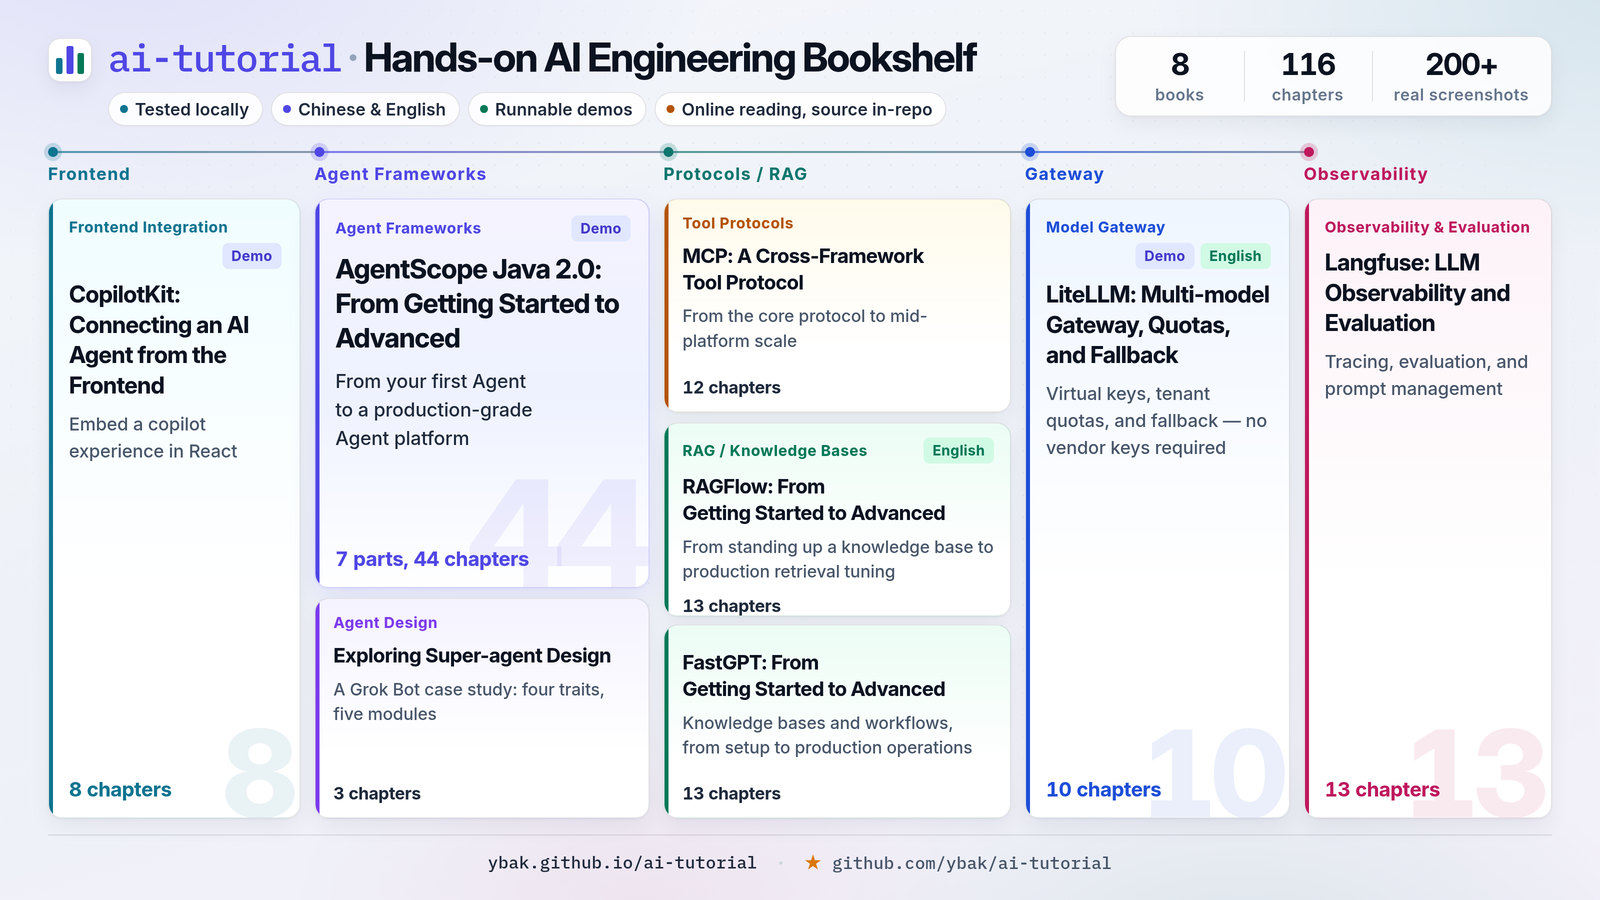 ai-tutorial · Hands-on AI Engineering Bookshelf
Tested locally
Chinese & English
Runnable demos
Online reading, source in-repo
8
books
116
chapters
200+
real screenshots
Frontend
Agent Frameworks
Protocols / RAG
Gateway
Observability
Frontend Integration
Demo
CopilotKit:
Connecting an AI
Agent from the
Frontend
Embed a copilot
experience in React
8 chapters
8
Agent Frameworks
Demo
AgentScope Java 2.0:
From Getting Started to
Advanced
From your first Agent
to a production-grade
Agent platform
7 parts, 44 chapters
44
Agent Design
Exploring Super-agent Design
A Grok Bot case study: four traits,
five modules
3 chapters
Tool Protocols
MCP: A Cross-Framework
Tool Protocol
From the core protocol to mid-
platform scale
12 chapters
RAG / Knowledge Bases
English
RAGFlow: From
Getting Started to Advanced
From standing up a knowledge base to
production retrieval tuning
13 chapters
FastGPT: From
Getting Started to Advanced
Knowledge bases and workflows,
from setup to production operations
13 chapters
Model Gateway
Demo
English
LiteLLM: Multi-model
Gateway, Quotas,
and Fallback
Virtual keys, tenant
quotas, and fallback — no
vendor keys required
10 chapters
10
Observability & Evaluation
Langfuse: LLM
Observability and
Evaluation
Tracing, evaluation, and
prompt management
13 chapters
13
ybak.github.io/ai-tutorial · ★ github.com/ybak/ai-tutorial